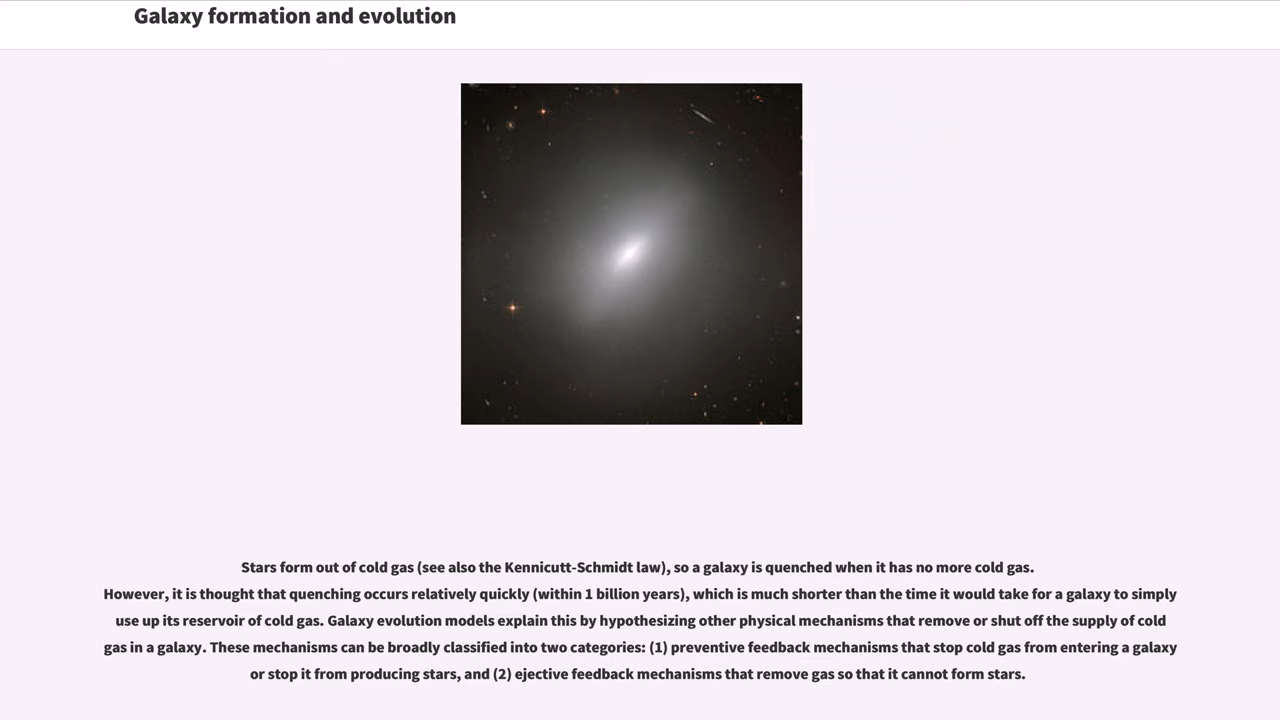 Galaxy formation and evolution
Stars form out of cold gas (see also the Kennicutt-Schmidt law), so a galaxy is quenched when it has no more cold gas.
However, it is thought that quenching occurs relatively quickly (within 1 billion years), which is much shorter than the time it would take for a galaxy to simply
use up its reservoir of cold gas. Galaxy evolution models explain this by hypothesizing other physical mechanisms that remove or shut off the supply of cold
gas in a galaxy. These mechanisms can be broadly classified into two categories: (1) preventive feedback mechanisms that stop cold gas from entering a galaxy
or stop it from producing stars, and (2) ejective feedback mechanisms that remove gas so that it cannot form stars.